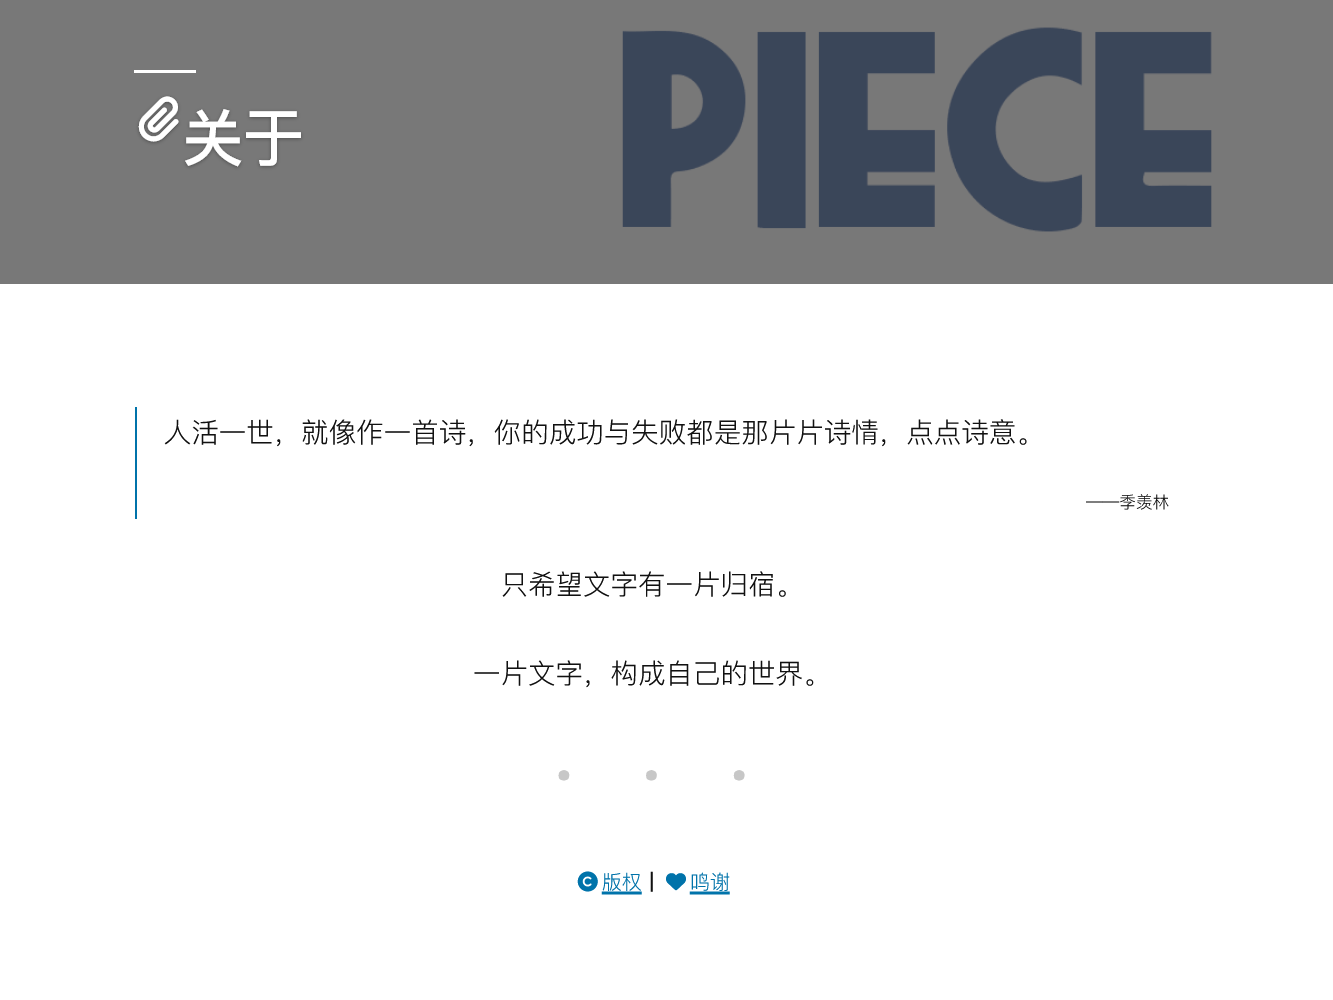 PIECE
关于
人活一世，就像作一首诗，你的成功与失败都是那片片诗情，点点诗意。
——季羡林
只希望文字有一片归宿。
一片文字，构成自己的世界。
版权 | 鸣谢